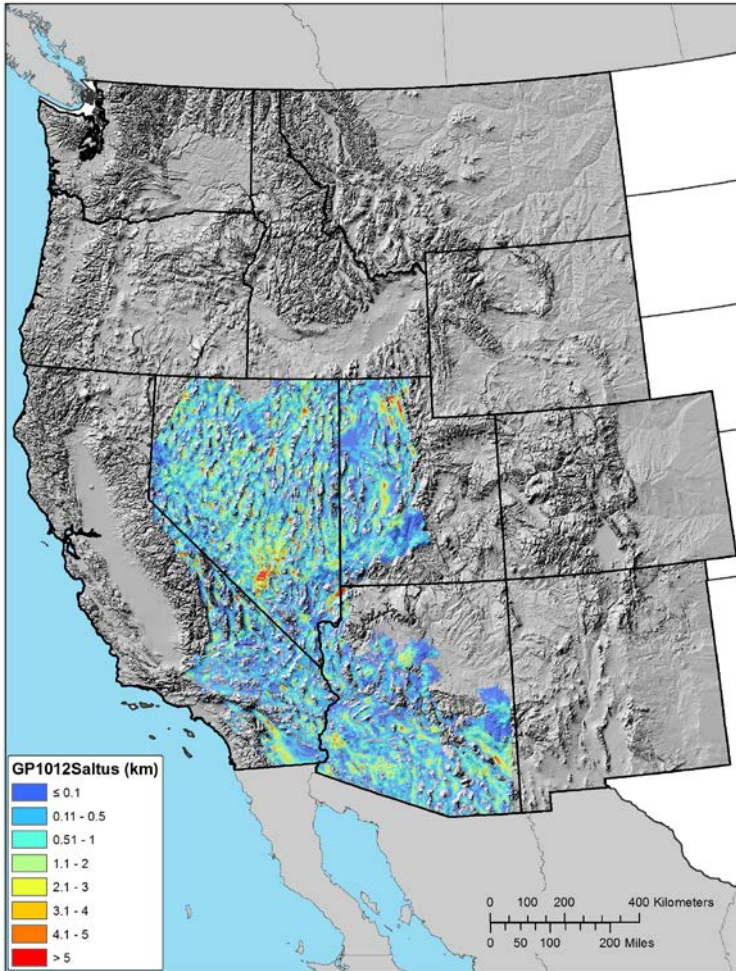 GP1012Saltus (km)
≤ 0.1
0.11 - 0.5
0.51 - 1
1.1 - 2
2.1 - 3
3.1 - 4
4.1 - 5
> 5
0 100 200 400 Kilometers
0 50 100 200 Miles